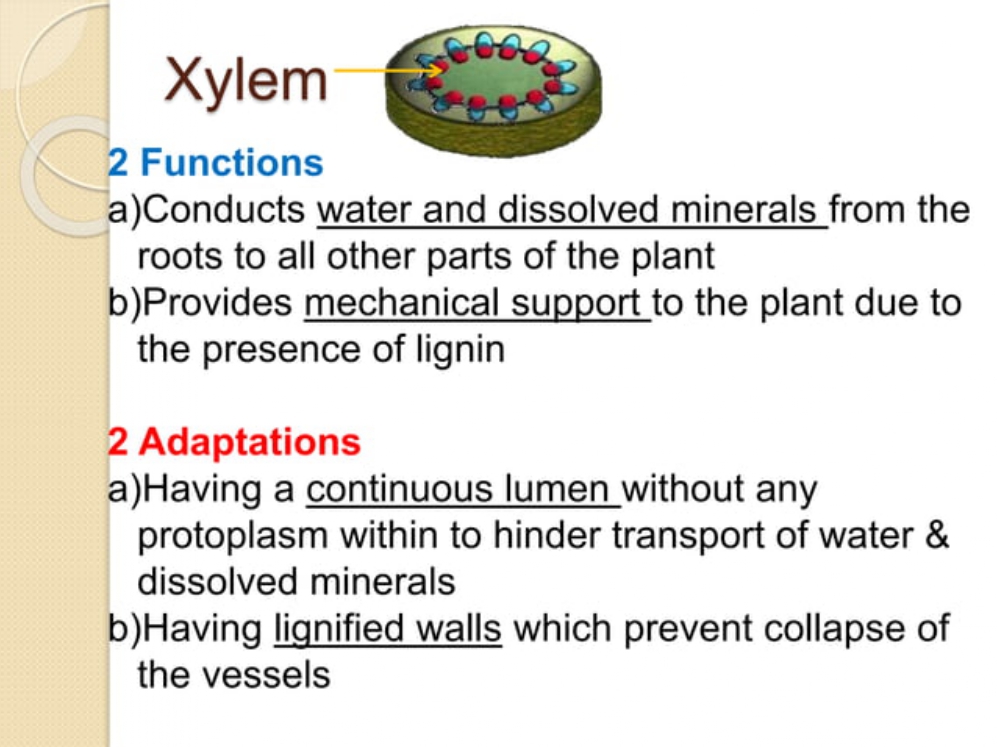 Xylem
2 Functions
a)Conducts water and dissolved minerals from the
roots to all other parts of the plant
b)Provides mechanical support to the plant due to
the presence of lignin
2 Adaptations
a)Having a continuous lumen without any
protoplasm within to hinder transport of water &
dissolved minerals
b)Having lignified walls which prevent collapse of
the vessels